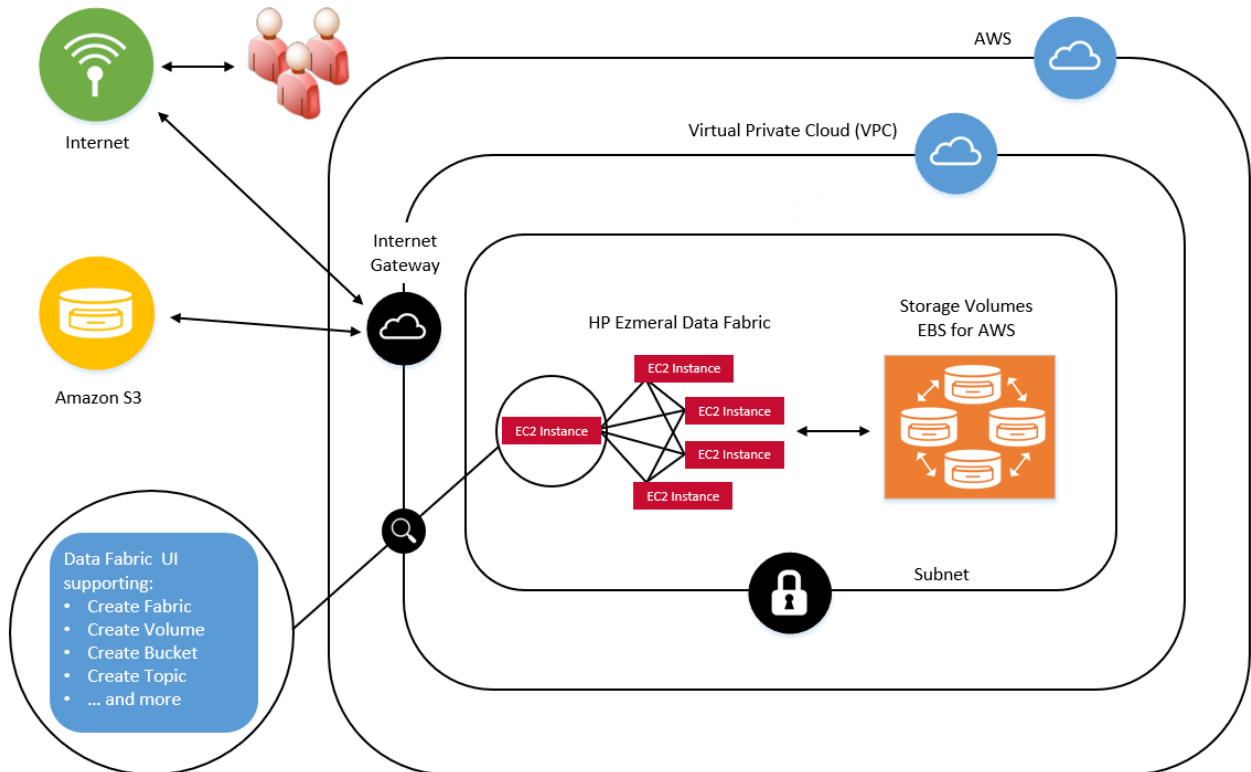 AWS
Internet
Virtual Private Cloud (VPC)
Internet
Gateway
Amazon S3
HP Ezmeral Data Fabric
Storage Volumes
EBS for AWS
EC2 Instance
EC2 Instance
EC2 Instance
EC2 Instance
EC2 Instance
Subnet
Data Fabric UI
supporting:
• Create Fabric
• Create Volume
• Create Bucket
• Create Topic
• ... and more